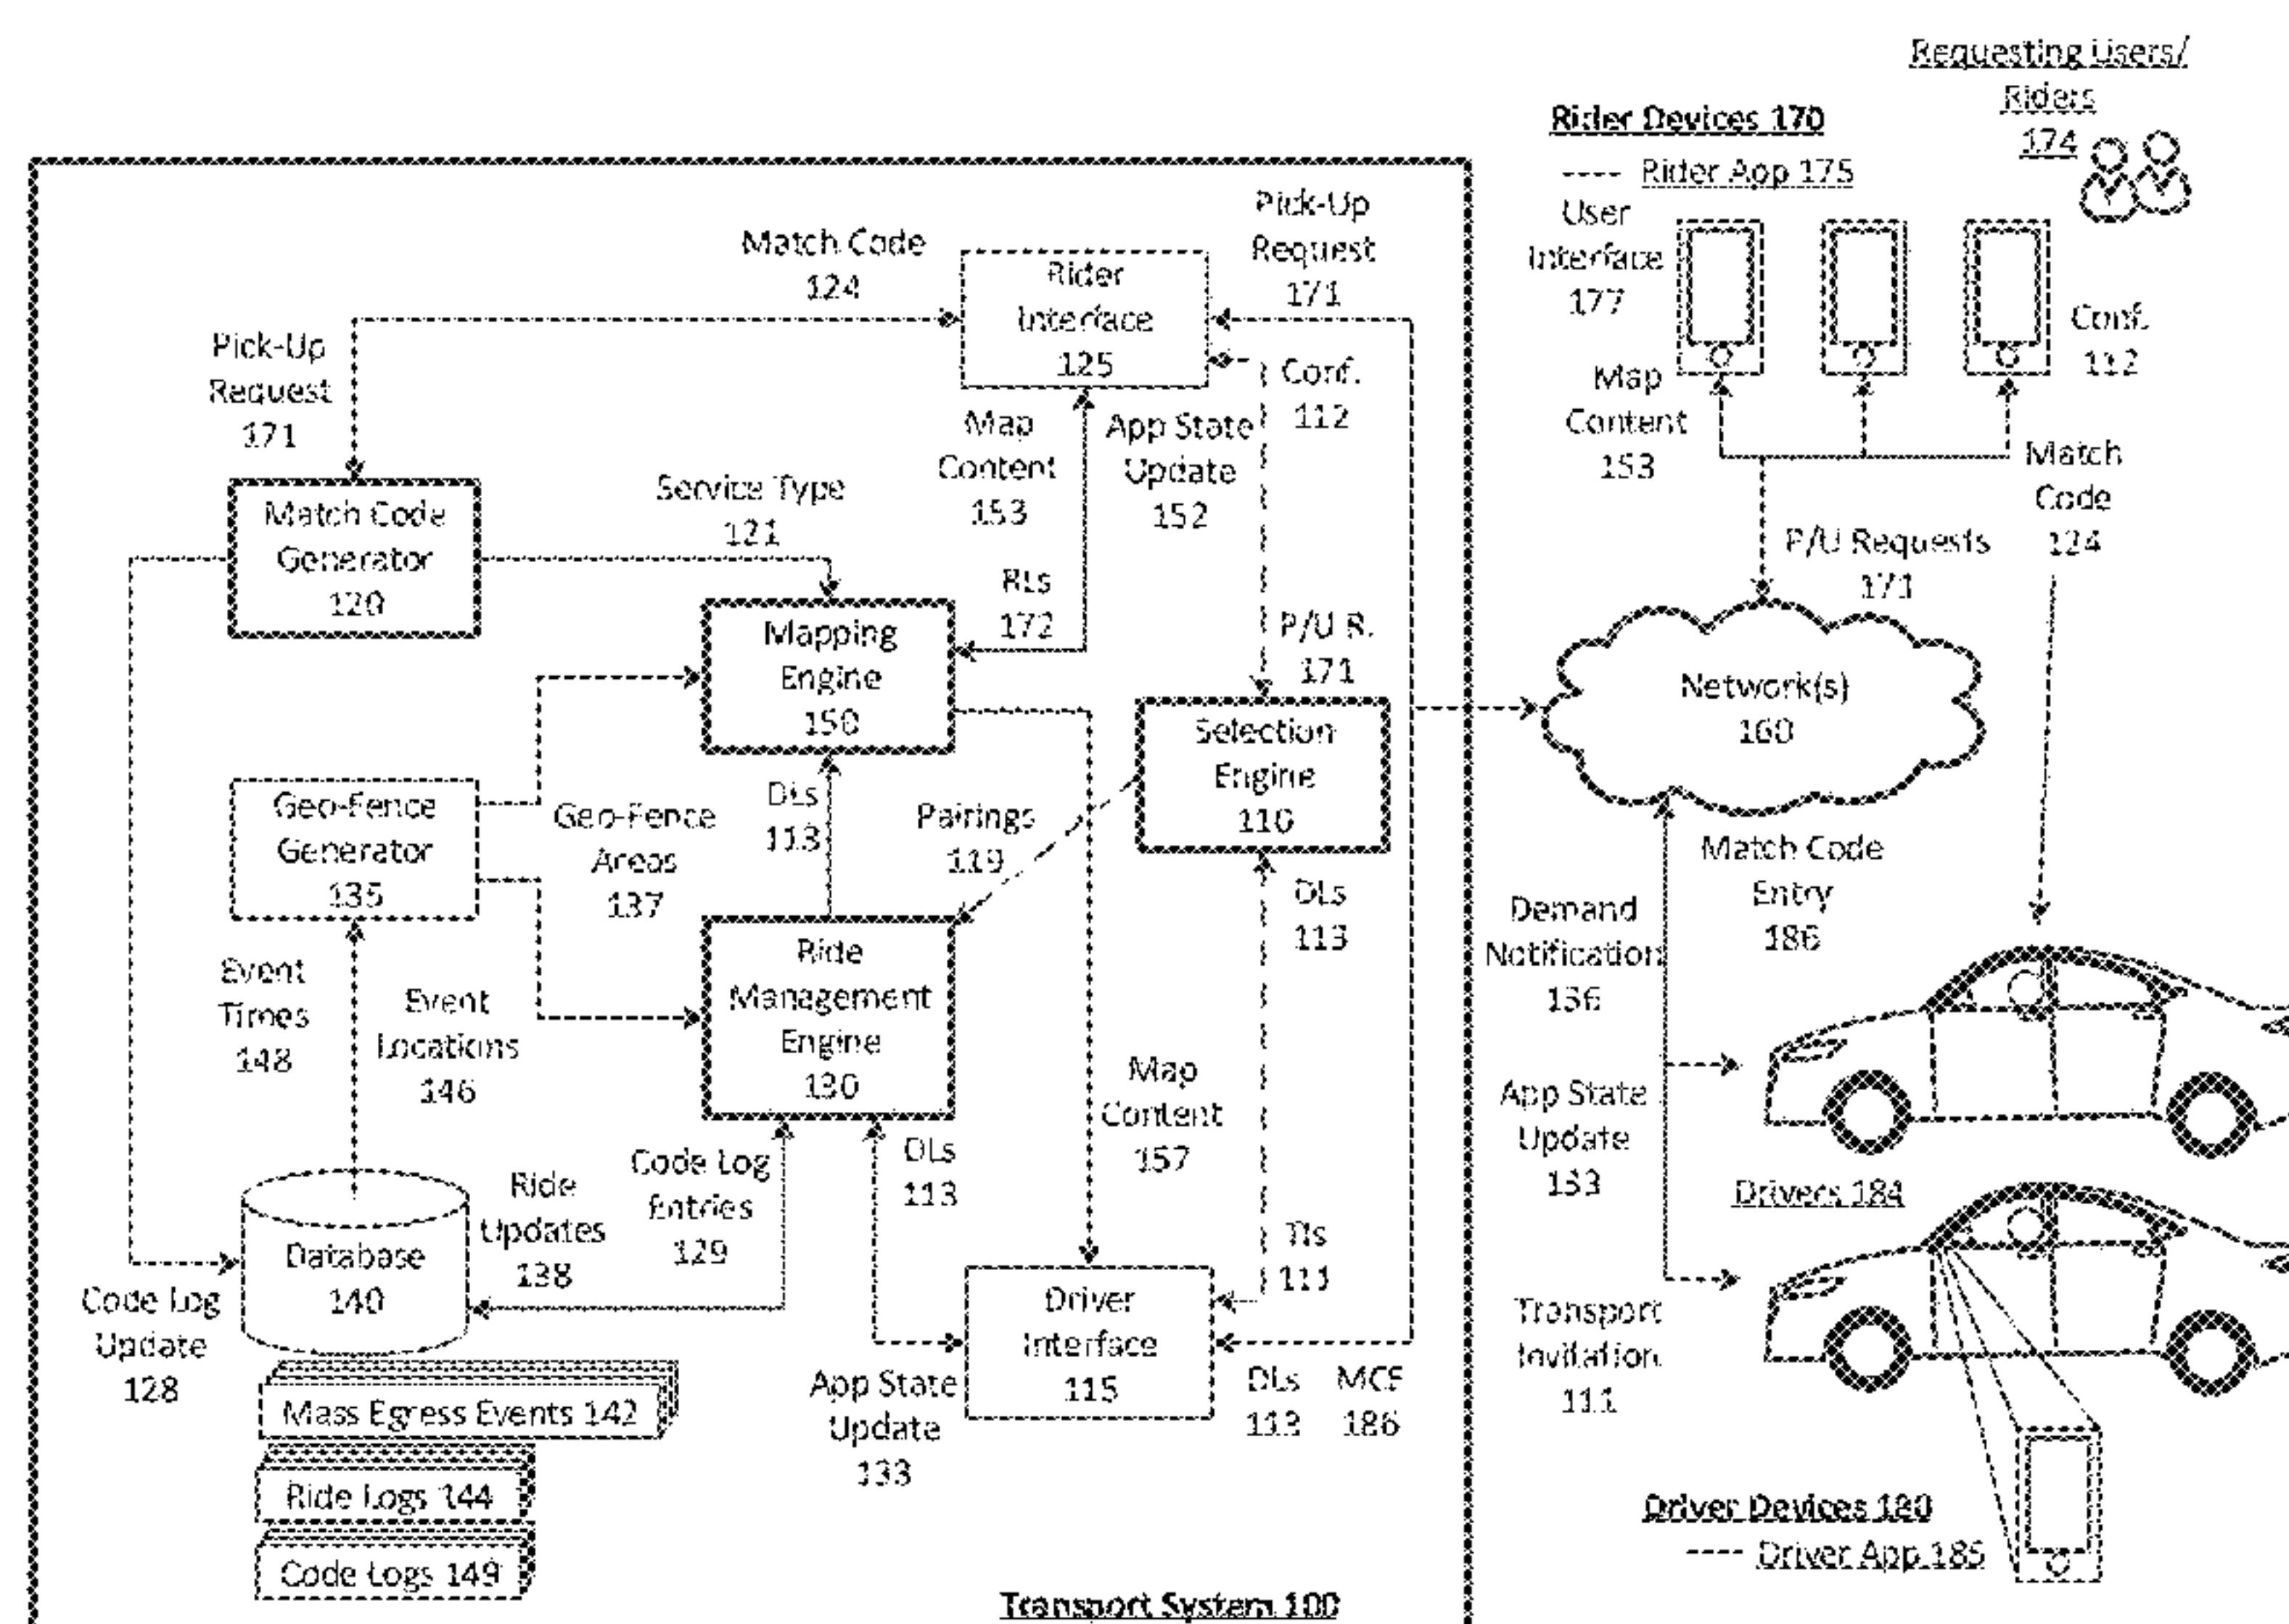 Requesting Users/
Riders
174
Rider Devices 170
---- Rider App 175
User
Interface
177
Map
Content
153
Conf.
112
Match
Code
124
P/U Requests
171
Match Code
124
Rider
Interface
125
Pick-Up
Request
171
Pick-Up
Request
171
Conf.
112
Map
Content
153
App State
Update
152
Match Code
Generator
120
Service Type
121
RLs
172
Mapping
Engine
150
P/U R.
171
Selection
Engine
110
Network(s)
160
Geo-Fence
Generator
135
Geo-Fence
Areas
137
DLs
113
Pairings
119
DLs
113
Match Code
Entry
186
Demand
Notification
136
Event
Times
148
Event
Locations
146
Ride
Management
Engine
130
Map
Content
157
App State
Update
133
Drivers 184
Database
140
Ride
Updates
138
Code Log
Entries
129
DLs
113
TIs
111
Code Log
Update
128
Driver
Interface
115
Transport
Invitation
111
App State
Update
133
DLs
113
MCE
186
Mass Egress Events 142
Ride Logs 144
Code Logs 149
Driver Devices 180
---- Driver App 185
Transport System 100